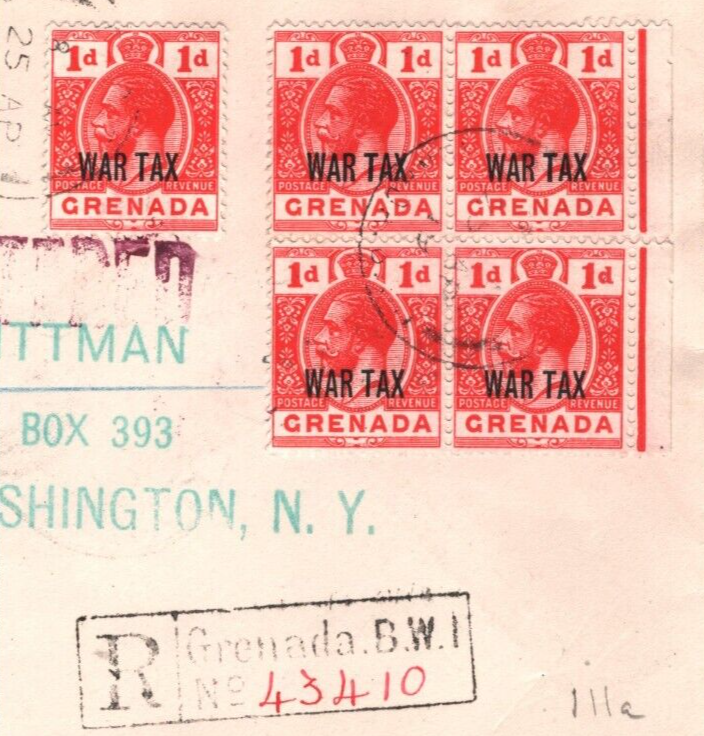 25 AP
1d 1d
WAR TAX
POSTAGE REVENUE
GRENADA
1d 1d
WAR TAX
POSTAGE REVENUE
GRENADA
1d 1d
WAR TAX
POSTAGE REVENUE
GRENADA
1d 1d
WAR TAX
POSTAGE REVENUE
GRENADA
1d 1d
WAR TAX
POSTAGE REVENUE
GRENADA
TTMAN
BOX 393
SHINGTON, N. Y.
R
Grenada.B.W.I
No 43410
IIIa